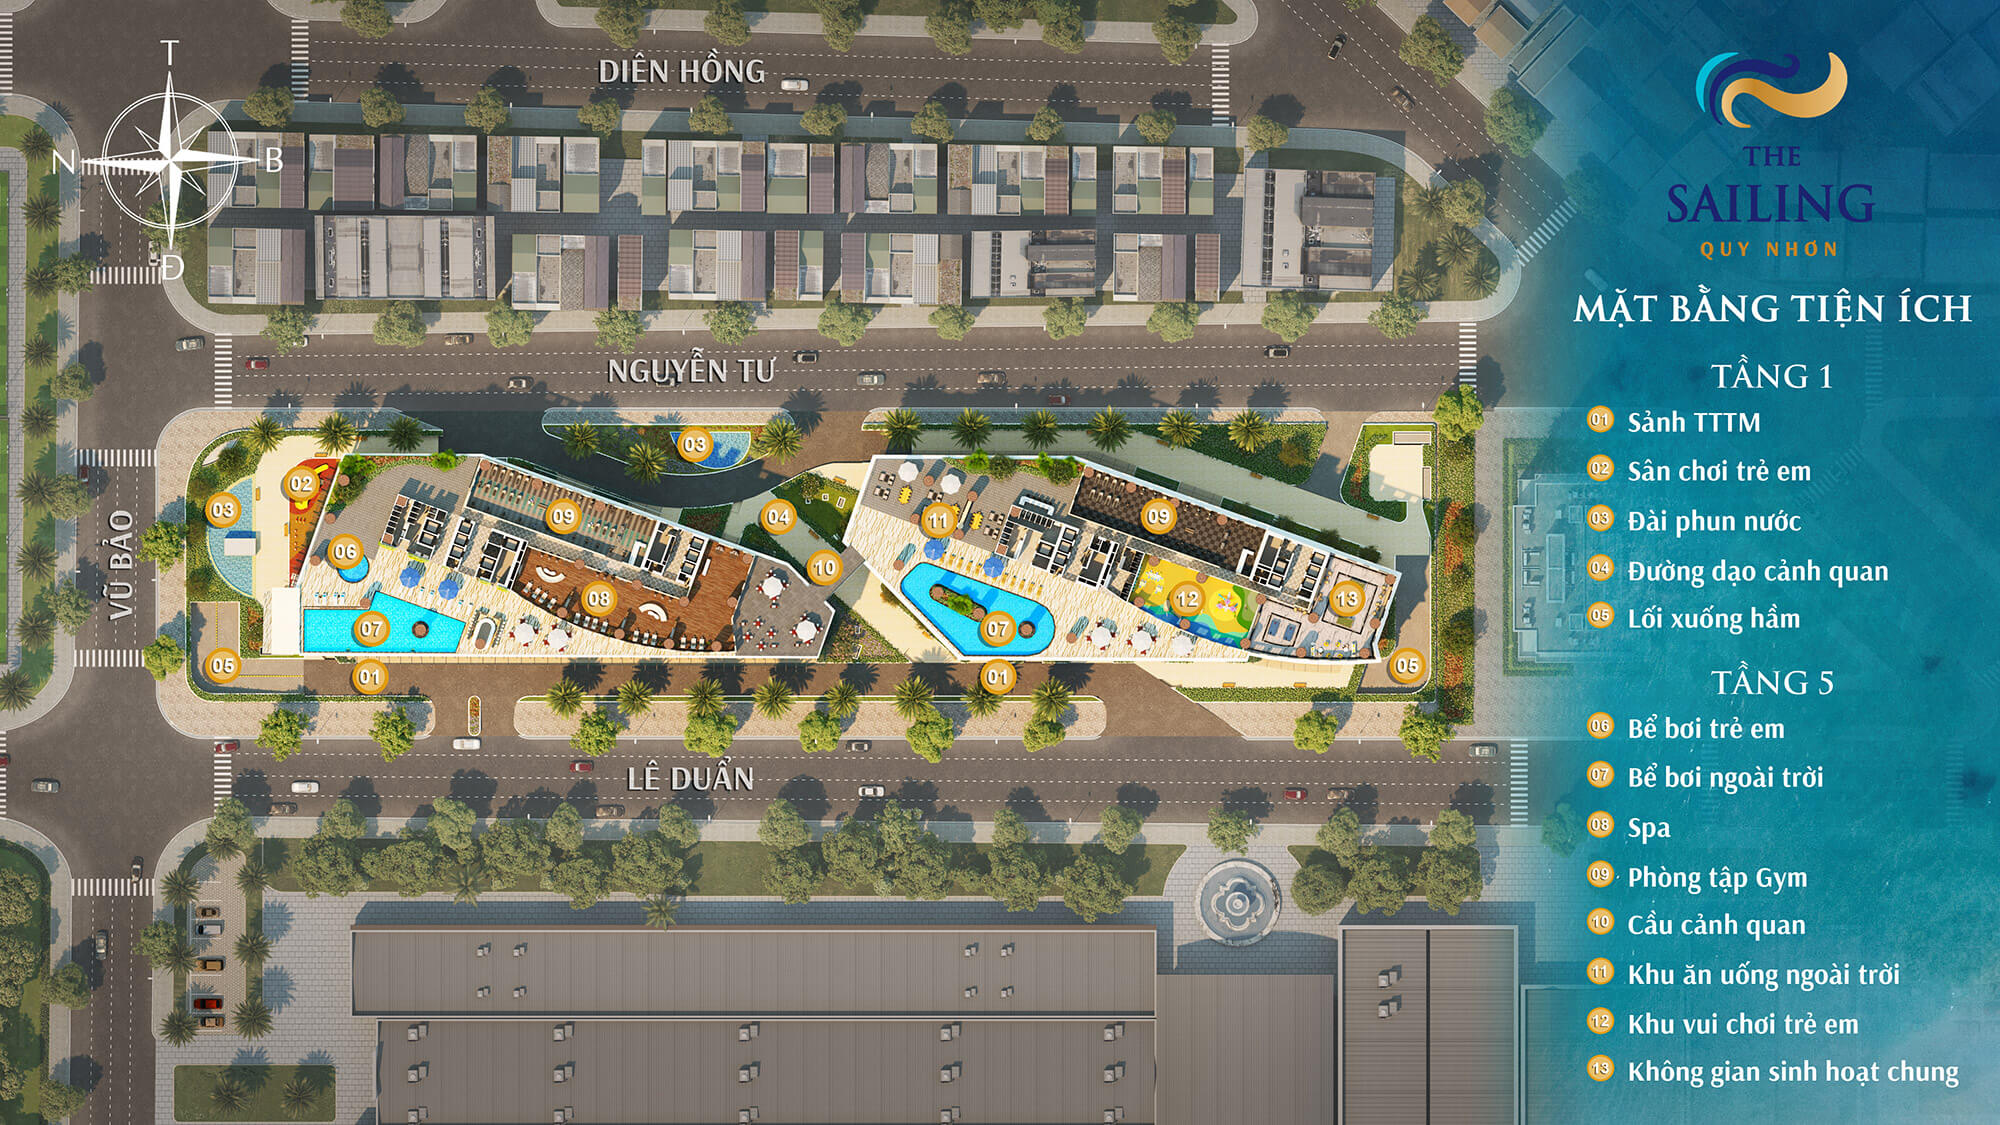 T
N
B
Đ
DIÊN HỒNG
NGUYỄN TƯ
VŨ BẢO
LÊ DUẨN
03
02
03
09
04
11
09
06
10
08
12
13
07
07
05
01
01
05
THE
SAILING
QUY NHƠN
MẶT BẰNG TIỆN ÍCH
TẦNG 1
01 Sảnh TTTM
02 Sân chơi trẻ em
03 Đài phun nước
04 Đường dạo cảnh quan
05 Lối xuống hầm
TẦNG 5
06 Bể bơi trẻ em
07 Bể bơi ngoài trời
08 Spa
09 Phòng tập Gym
10 Cầu cảnh quan
11 Khu ăn uống ngoài trời
12 Khu vui chơi trẻ em
13 Không gian sinh hoạt chung